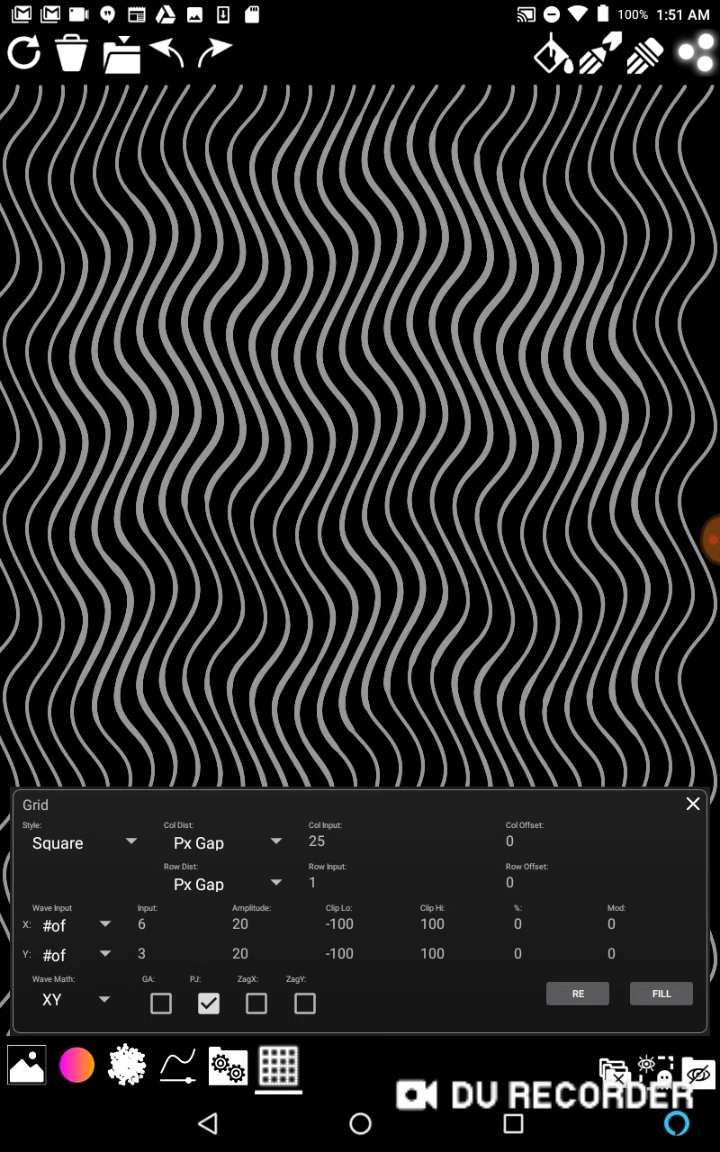 100% 1:51 AM
Grid
Style: Col Dist: Col Input: Col Offset:
Square Px Gap 25 0
Row Dist: Row Input: Row Offset:
Px Gap 1 0
Wave Input Input: Amplitude: Clip Lo: Clip Hi: %: Mod:
X: #of 6 20 -100 100 0 0
Y: #of 3 20 -100 100 0 0
Wave Math: GA: PJ: ZagX: ZagY:
XY RE FILL
DU RECORDER